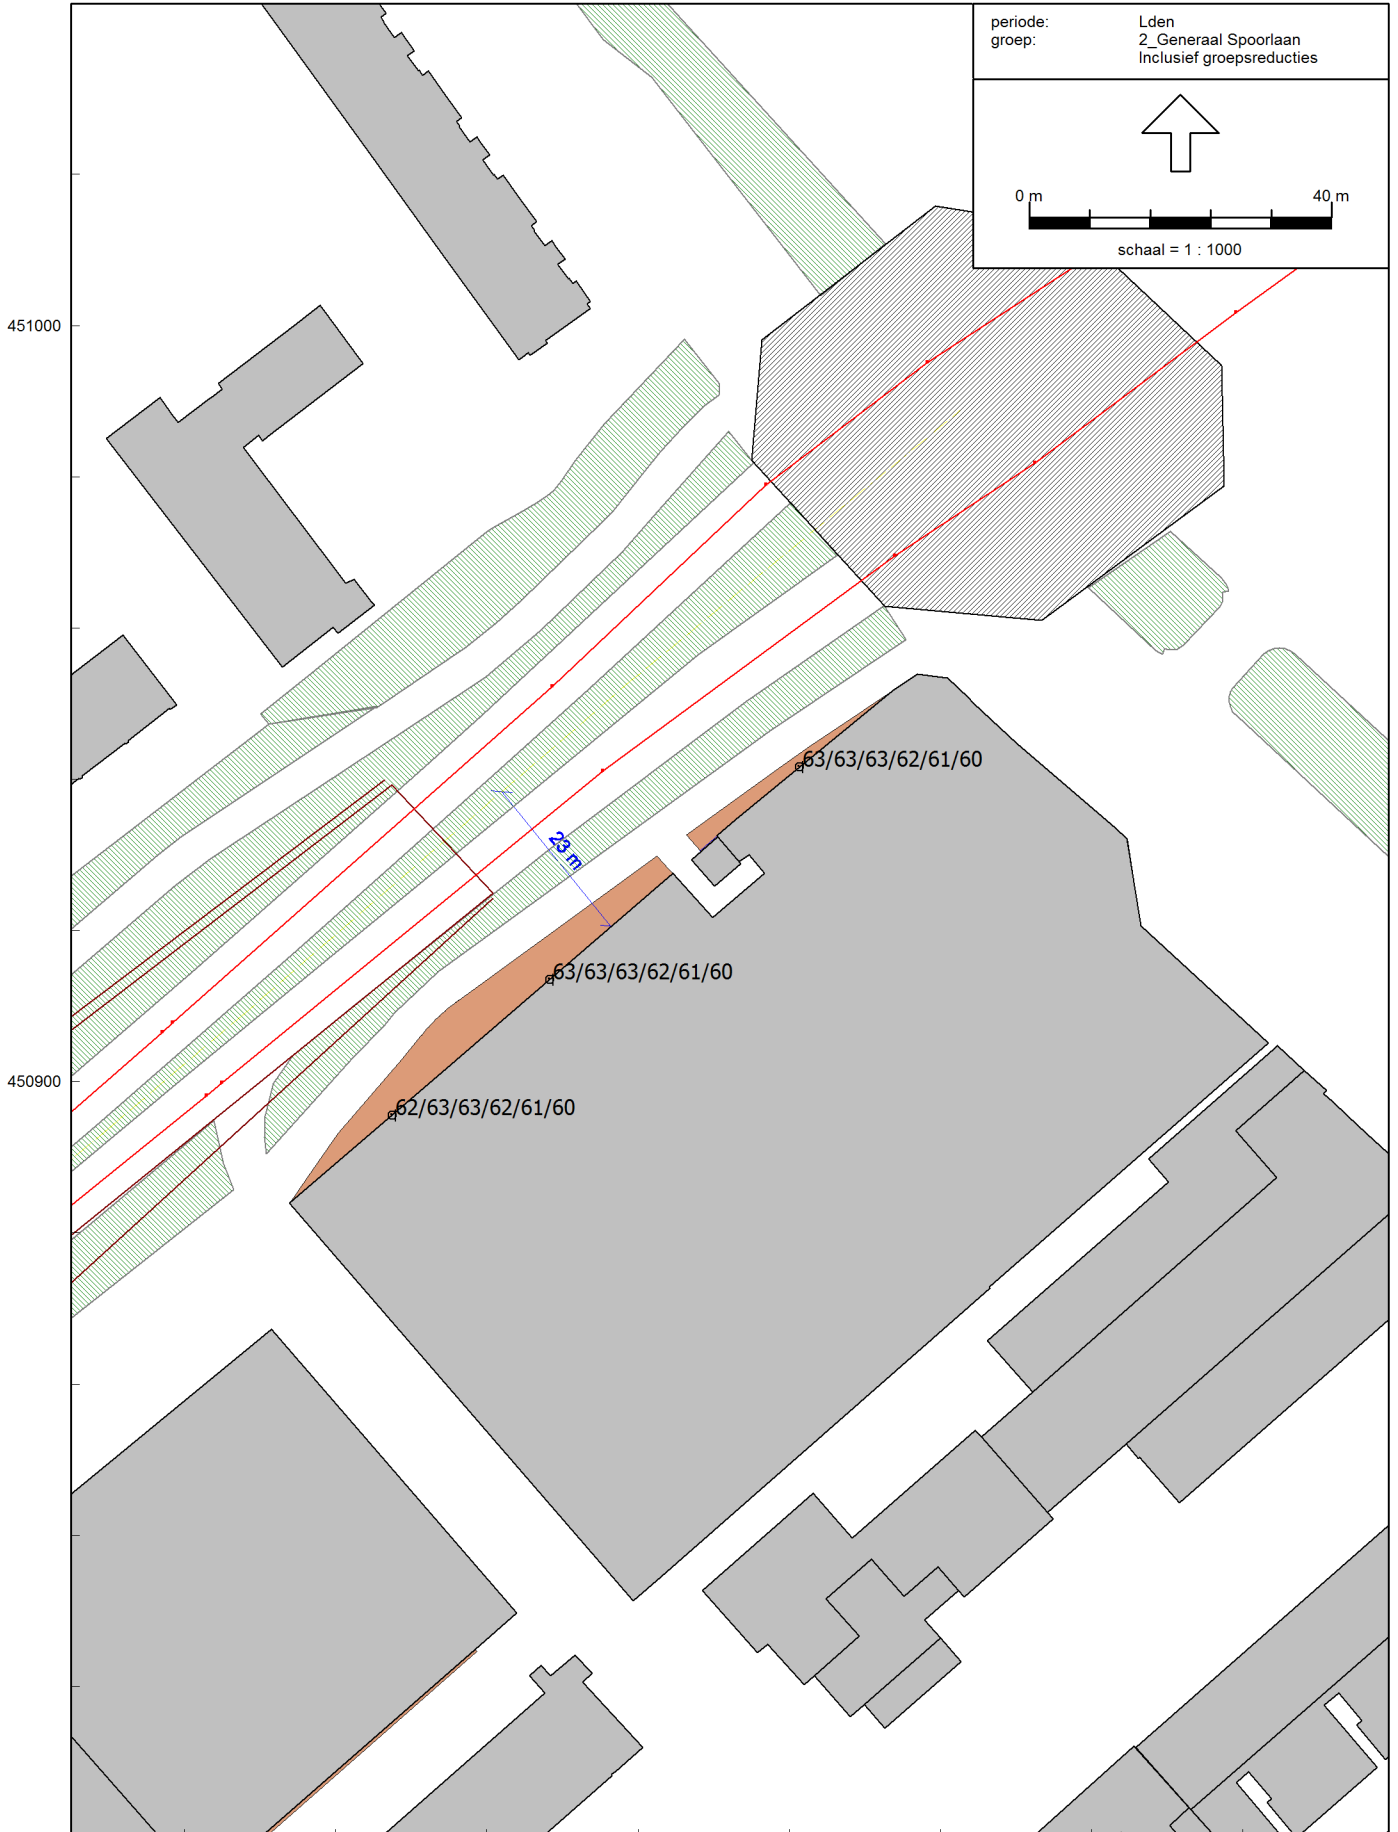 periode: Lden
groep: 2_Generaal Spoorlaan
Inclusief groepsreducties
0 m 40 m
schaal = 1 : 1000
451000
63/63/63/62/61/60
23 m
63/63/63/62/61/60
450900
62/63/63/62/61/60